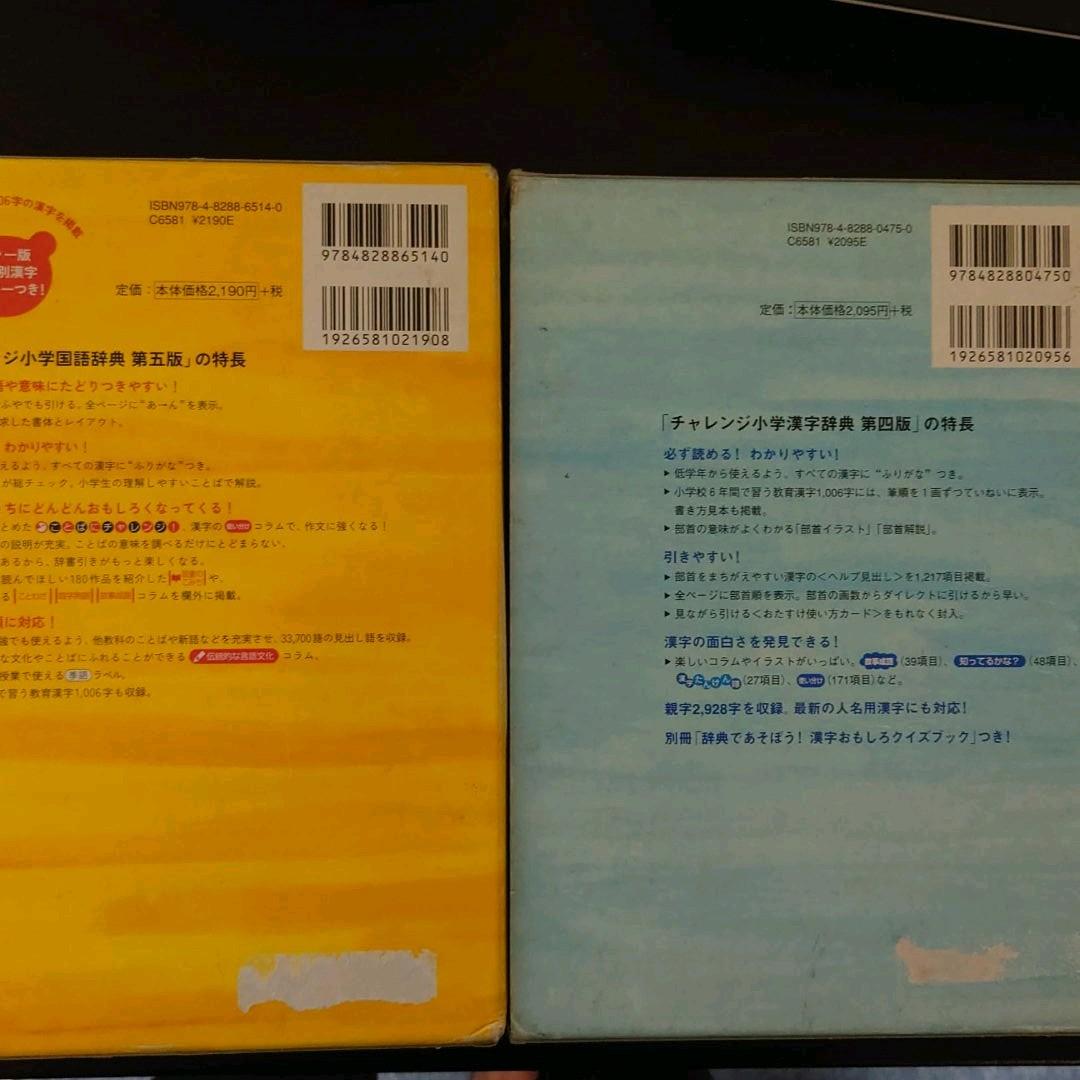 06字の漢字を掲載
ー版
別漢字
ーつき!
ISBN978-4-8288-6514-0
C6581 ¥2190E
9784828865140
定価：本体価格2,190円+税
1926581021908
ジ小学国語辞典 第五版」の特長
語や意味にたどりつきやすい!
ふやでも引ける。全ページに“あ→ん”を表示。
求した書体とレイアウト。
わかりやすい!
えるよう、すべての漢字に“ふりがな”つき。
が総チェック。小学生の理解しやすいことばで解説。
ちにどんどんおもしろくなってくる!
とめた ことばにチャレンジ!、漢字の 使い分け コラムで、作文に強くなる!
の説明が充実。ことばの意味を調べるだけにとどまらない、
あるから、辞書引きがもっと楽しくなる。
読んでほしい180作品を紹介した や、
る ことわざ 四字熟語 故事成語 コラムを欄外に掲載。
に対応!
強でも使えるよう、他教科のことばや新語などを充実させ、33,700語の見出し語を収録。
な文化やことばにふれることができる 伝統的な言語文化 コラム。
授業で使える 季語 ラベル。
で習う教育漢字1,006字も収録。
ISBN978-4-8288-0475-0
C6581 ¥2095E
9784828804750
定価：本体価格2,095円+税
1926581020956
「チャレンジ小学漢字辞典 第四版」の特長
必ず読める! わかりやすい!
▶ 低学年から使えるよう、すべての漢字に “ふりがな” つき。
▶ 小学校6年間で習う教育漢字1,006字には、筆順を1画ずつていねいに表示。
書き方見本も掲載。
▶ 部首の意味がよくわかる「部首イラスト」「部首解説」。
引きやすい!
▶ 部首をまちがえやすい漢字の<ヘルプ見出し>を1,217項目掲載。
▶ 全ページに部首順を表示。部首の画数からダイレクトに引けるから早い。
▶ 見ながら引ける<おたすけ使い方カード>をもれなく封入。
漢字の面白さを発見できる!
▶ 楽しいコラムやイラストがいっぱい。 故事成語 (39項目)、 知ってるかな? (48項目)、
漢字たんけん隊 (27項目)、 使い分け (171項目)など。
親字2,928字を収録。最新の人名用漢字にも対応!
別冊「辞典であそぼう! 漢字おもしろクイズブック」つき!